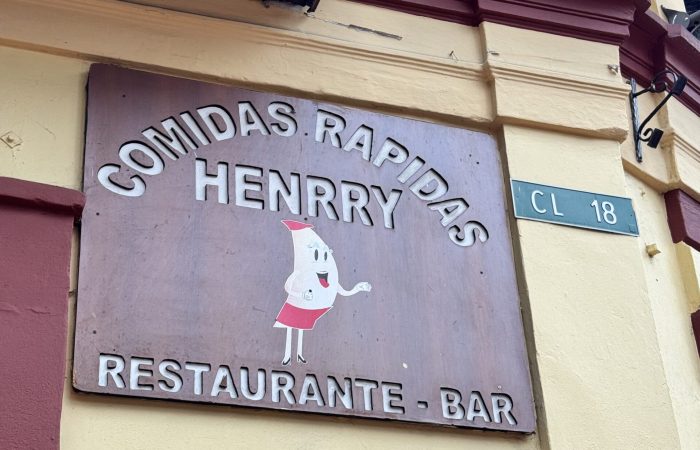 COMIDAS RAPIDAS
HENRRY
RESTAURANTE - BAR
CL 18